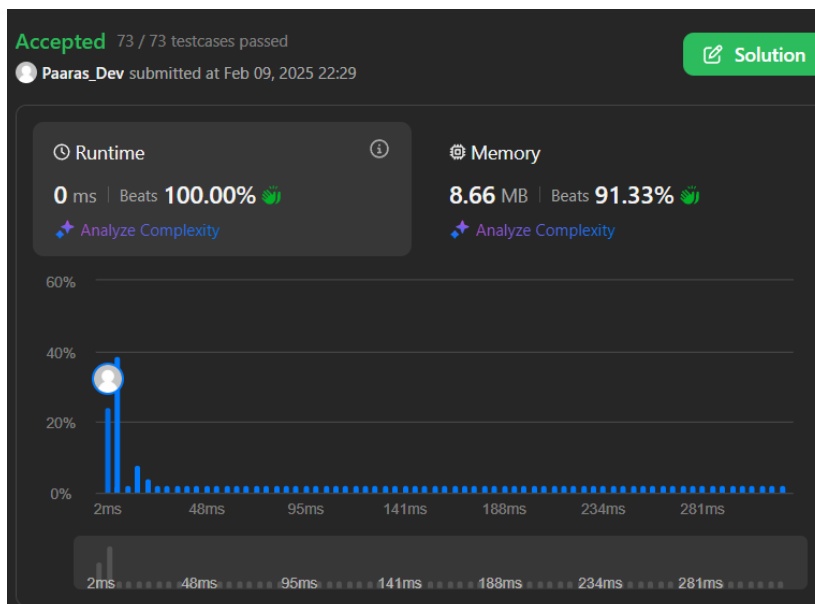 Accepted 73 / 73 testcases passed
Solution
Paaras_Dev submitted at Feb 09, 2025 22:29
Runtime
0 ms | Beats 100.00%
Analyze Complexity
Memory
8.66 MB | Beats 91.33%
Analyze Complexity
60%
40%
20%
0%
2ms 48ms 95ms 141ms 188ms 234ms 281ms
2ms 48ms 95ms 141ms 188ms 234ms 281ms